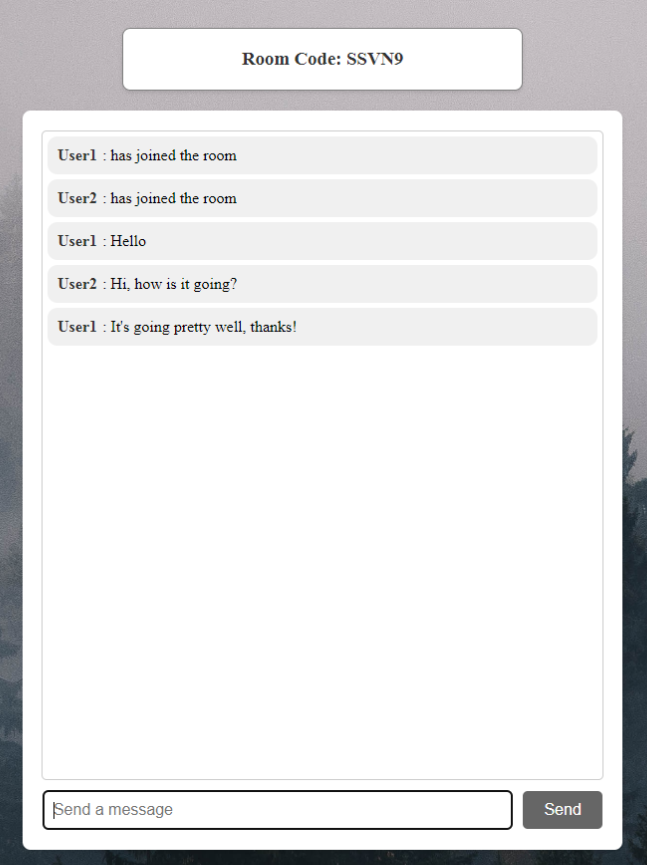 Room Code: SSVN9
User1 : has joined the room
User2 : has joined the room
User1 : Hello
User2 : Hi, how is it going?
User1 : It's going pretty well, thanks!
Send a message
Send